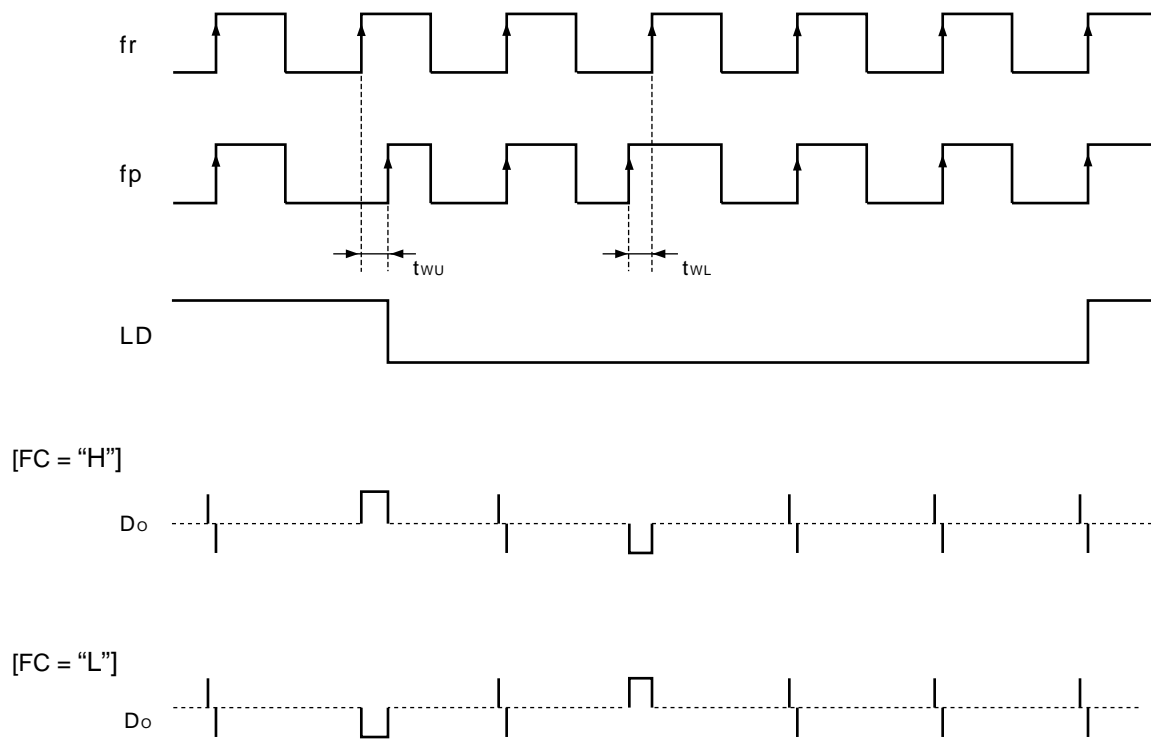 fr
fp
tWU
tWL
LD
[FC = “H”]
DO
[FC = “L”]
DO